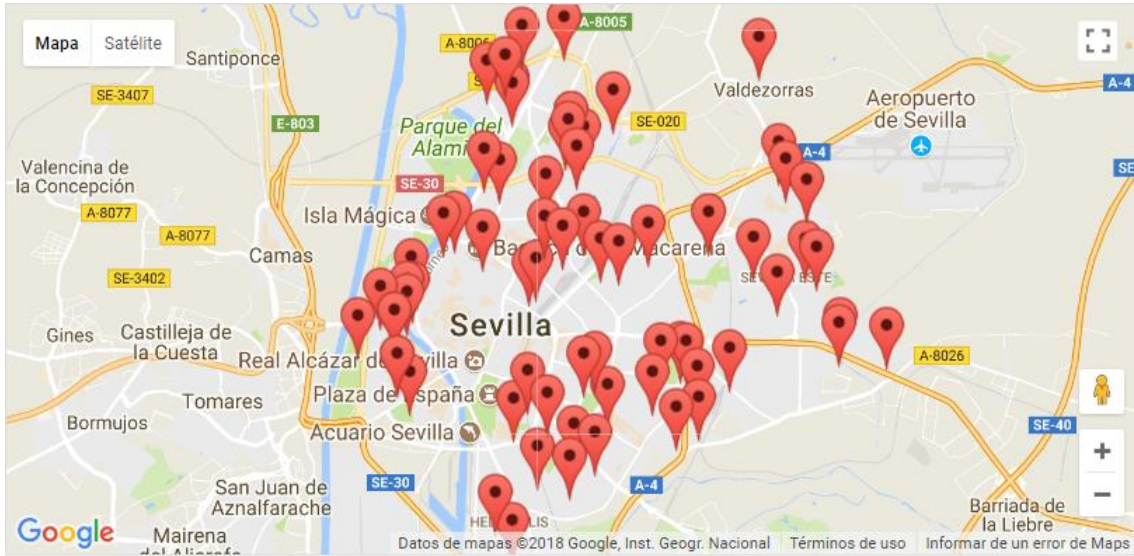 Mapa
Satélite
A-8005
A-8006
Santiponce
A-4
SE-3407
Valdezorras
Aeropuerto
de Sevilla
E-803
Parque del
SE-020
A-4
Valencina de
la Concepción
SE-30
A-8077
Isla Mágica
A-8077
Macarena
Camas
SE-3402
Sevilla
Gines
Castilleja de
la Cuesta
Real Alcázar de Sevilla
A-8026
Plaza de España
Tomares
Bormujos
Acuario Sevilla
SE-40
SE-30
A-4
San Juan de
Aznalfarache
Barriada de
la Liebre
Google
Mairena
del Aljarafe
Datos de mapas ©2018 Google, Inst. Geogr. Nacional
Términos de uso
Informar de un error de Maps